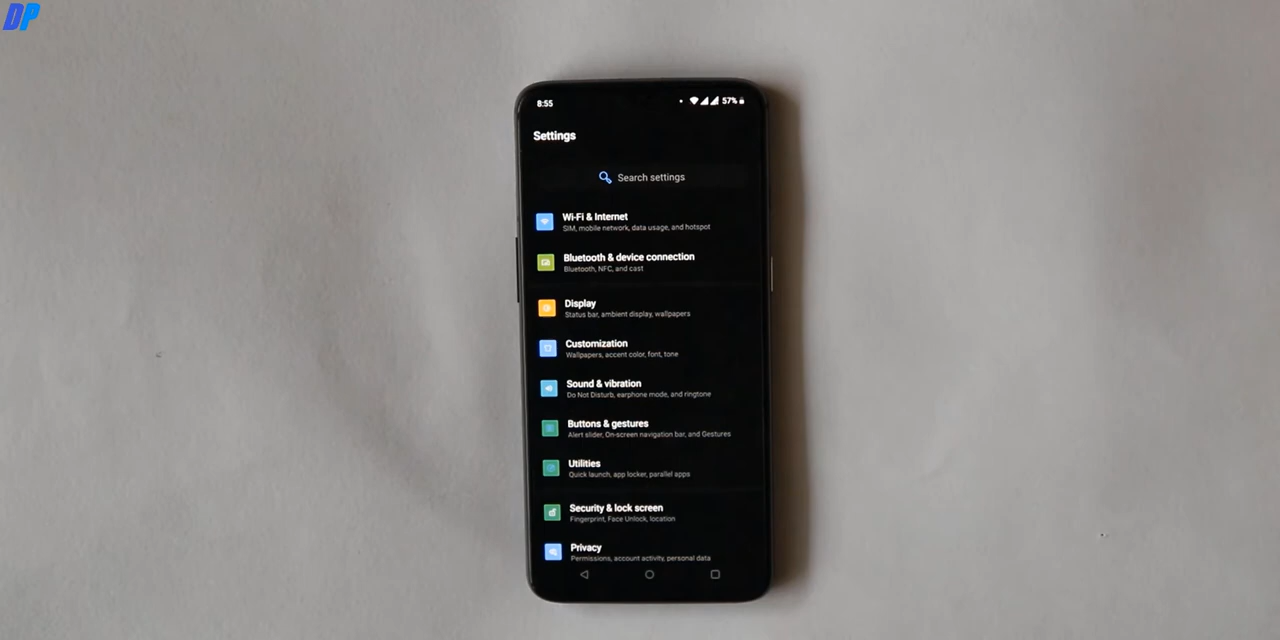 DP
8:55
57%
Settings
Search settings
Wi-Fi & Internet
SIM, mobile network, data usage, and hotspot
Bluetooth & device connection
Bluetooth, NFC, and cast
Display
Status bar, ambient display, wallpapers
Customization
Wallpapers, accent color, font, tone
Sound & vibration
Do Not Disturb, earphone mode, and ringtone
Buttons & gestures
Alert slider, On-screen navigation bar, and Gestures
Utilities
Quick launch, app locker, parallel apps
Security & lock screen
Fingerprint, Face Unlock, location
Privacy
Permissions, account activity, personal data